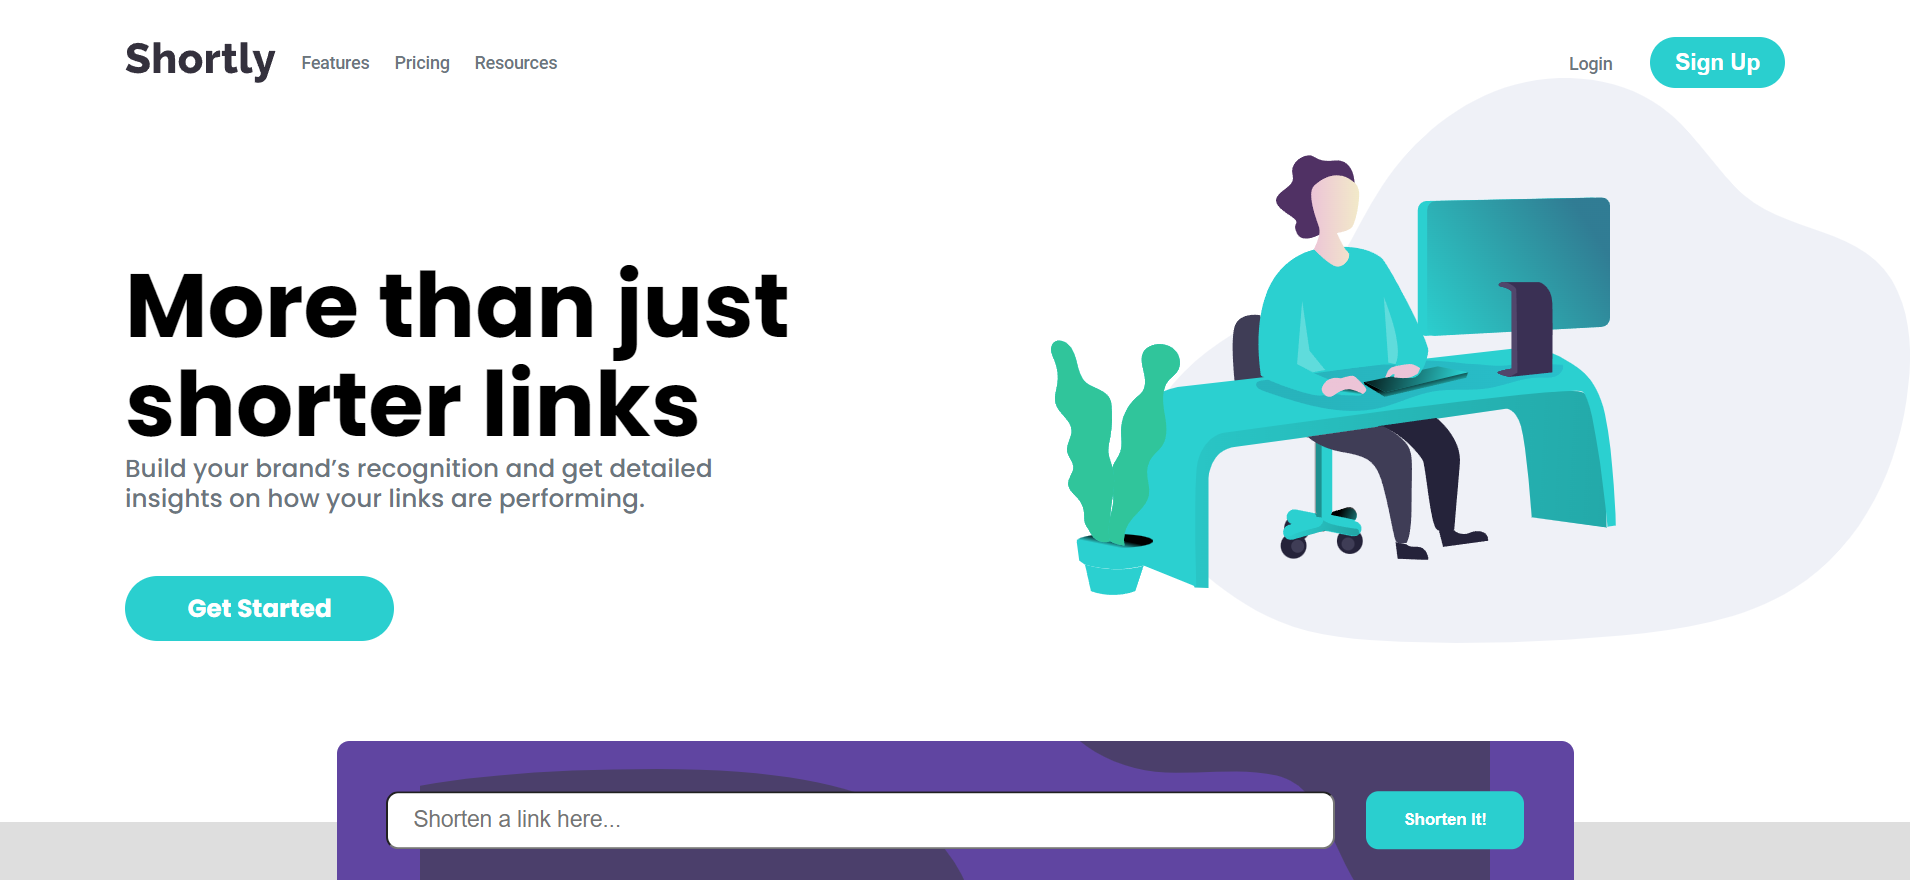 Shortly Features Pricing Resources Login Sign Up
More than just
shorter links
Build your brand’s recognition and get detailed
insights on how your links are performing.
Get Started
Shorten a link here... Shorten It!